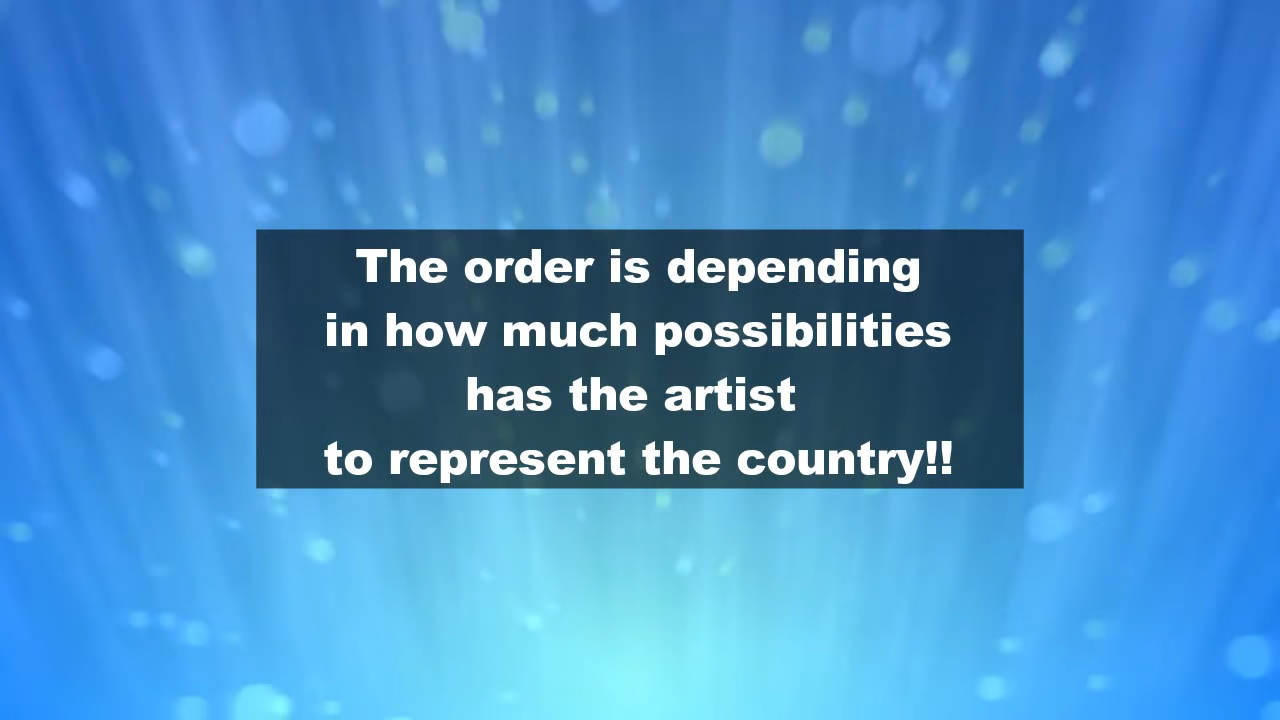 The order is depending
in how much possibilities
has the artist
to represent the country!!